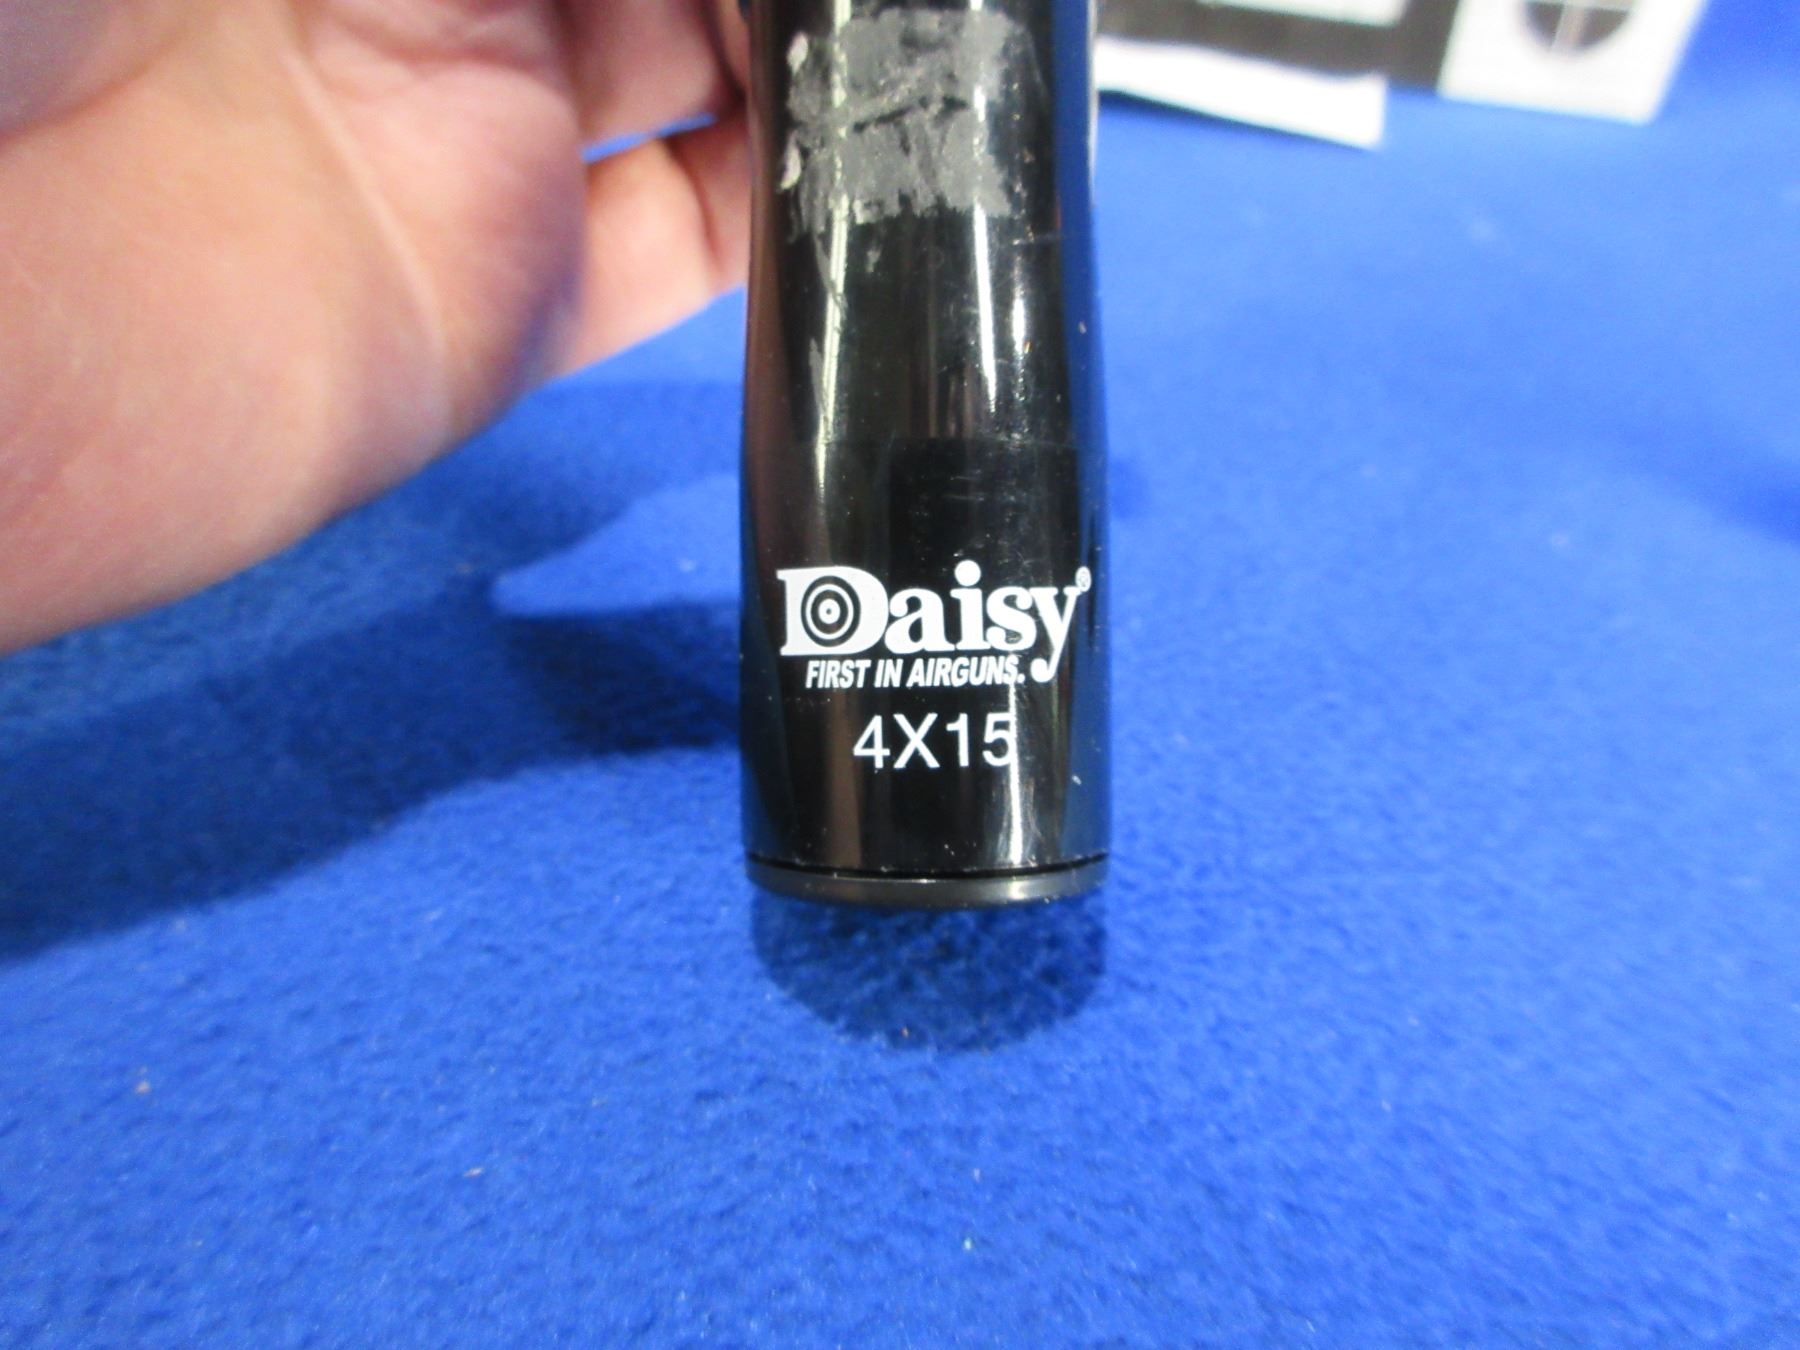 Daisy®
FIRST IN AIRGUNS.
4X15